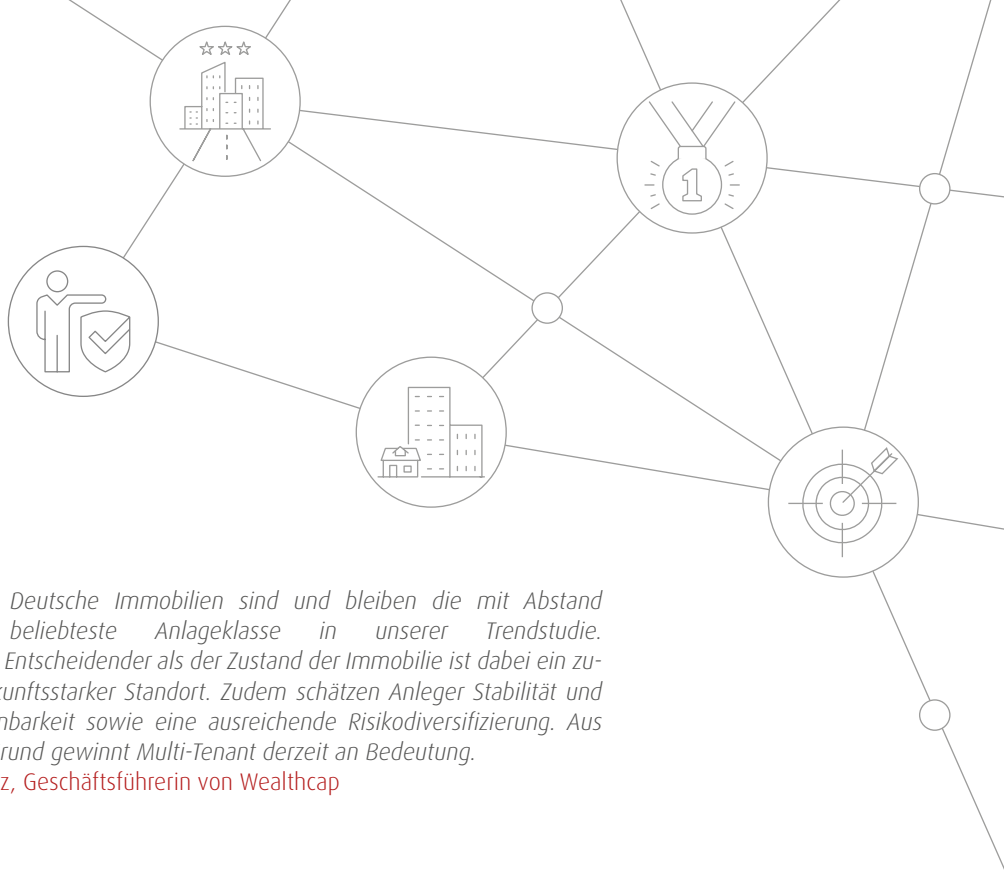 1
Deutsche Immobilien sind und bleiben die mit Abstand
beliebteste Anlageklasse in unserer Trendstudie.
Entscheidender als der Zustand der Immobilie ist dabei ein zu-
kunftsstarker Standort. Zudem schätzen Anleger Stabilität und
nbarkeit sowie eine ausreichende Risikodiversifizierung. Aus
rund gewinnt Multi-Tenant derzeit an Bedeutung.
z, Geschäftsführerin von Wealthcap